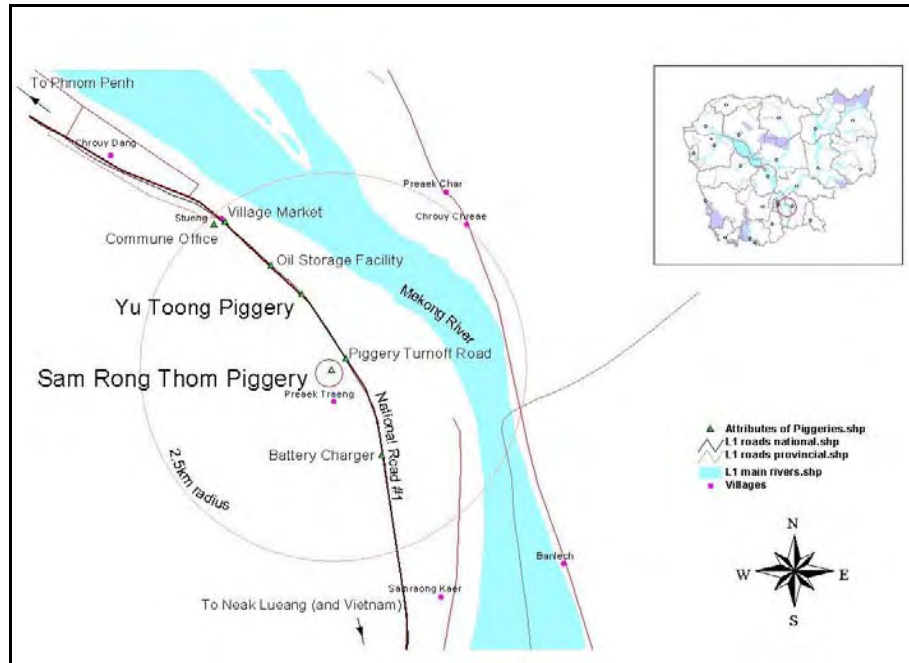 To Phnom Penh
Chrouy Dang
Preaek Char
Stueng
Village Market
Chrouy Chreae
Commune Office
Oil Storage Facility
Mekong River
Yu Toong Piggery
Piggery Turnoff Road
Sam Rong Thom Piggery
Preaek Traeng
National Road #1
Battery Charger
2.5km radius
Attributes of Piggeries.shp
L1 roads national.shp
L1 roads provincial.shp
L1 main rivers.shp
Villages
Banlech
Samraong Kaer
To Neak Lueang (and Vietnam)
N
W
E
S